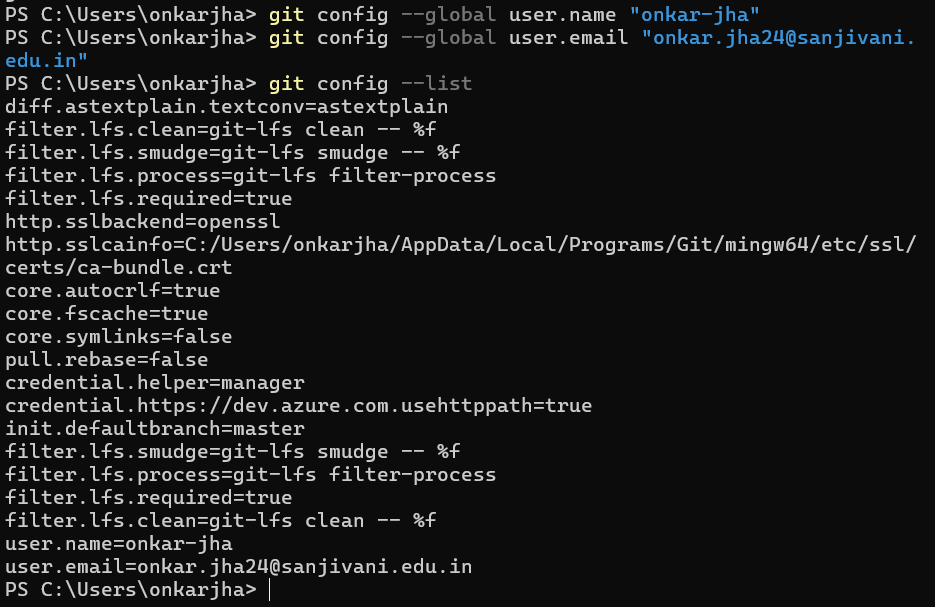 PS C:\Users\onkarjha> git config --global user.name "onkar-jha"
PS C:\Users\onkarjha> git config --global user.email "onkar.jha24@sanjivani.
edu.in"
PS C:\Users\onkarjha> git config --list
diff.astextplain.textconv=astextplain
filter.lfs.clean=git-lfs clean -- %f
filter.lfs.smudge=git-lfs smudge -- %f
filter.lfs.process=git-lfs filter-process
filter.lfs.required=true
http.sslbackend=openssl
http.sslcainfo=C:/Users/onkarjha/AppData/Local/Programs/Git/mingw64/etc/ssl/
certs/ca-bundle.crt
core.autocrlf=true
core.fscache=true
core.symlinks=false
pull.rebase=false
credential.helper=manager
credential.https://dev.azure.com.usehttppath=true
init.defaultbranch=master
filter.lfs.smudge=git-lfs smudge -- %f
filter.lfs.process=git-lfs filter-process
filter.lfs.required=true
filter.lfs.clean=git-lfs clean -- %f
user.name=onkar-jha
user.email=onkar.jha24@sanjivani.edu.in
PS C:\Users\onkarjha>